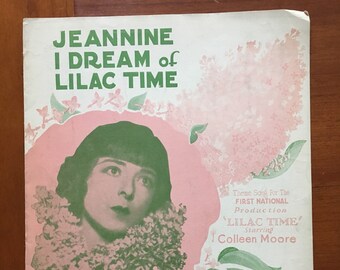 JEANNINE
I DREAM of
LILAC TIME
Theme Song for The
FIRST NATIONAL
Production
"LILAC TIME"
Starring
Colleen Moore